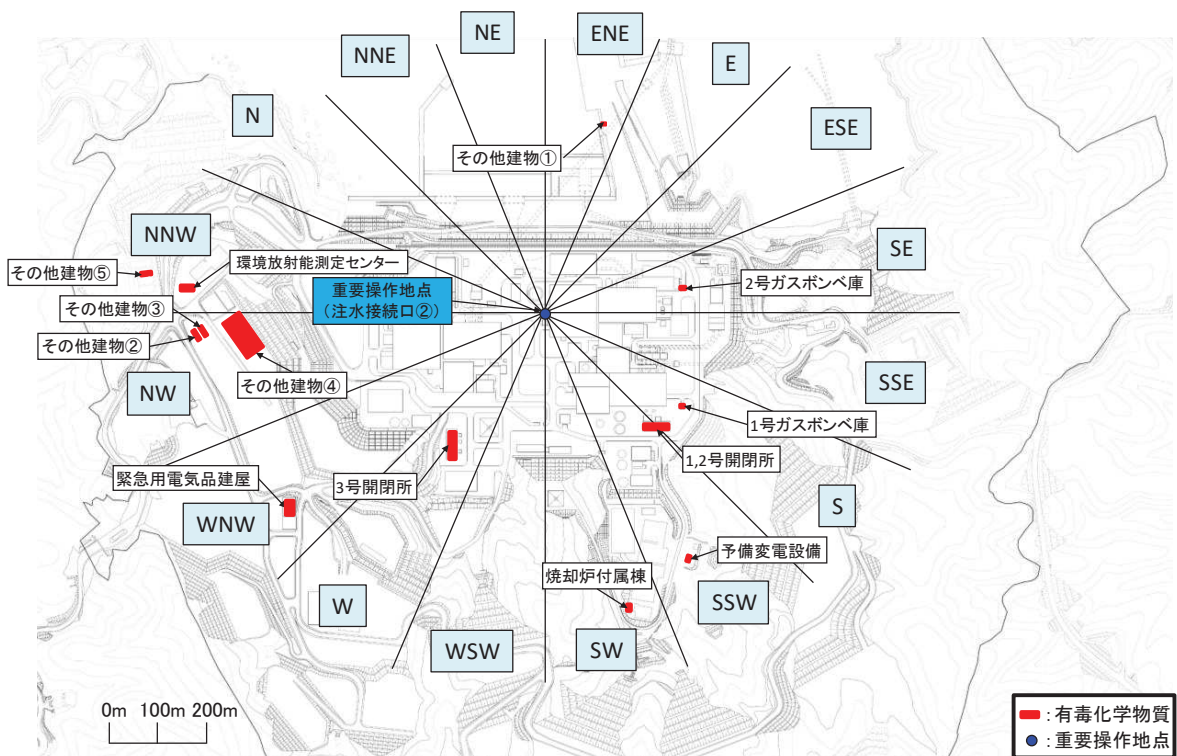 NE
ENE
NNE
E
N
ESE
その他建物①
NNW
SE
環境放射能測定センター
その他建物⑤
2号ガスボンベ庫
重要操作地点
(注水接続口②)
その他建物③
その他建物②
その他建物④
NW
SSE
1号ガスボンベ庫
1,2号開閉所
緊急用電気品建屋
3号開閉所
S
WNW
予備変電設備
焼却炉付属棟
W
SSW
WSW
SW
0m 100m 200m
:有毒化学物質
:重要操作地点